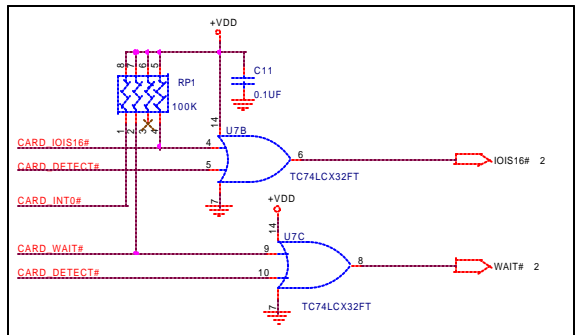 +VDD
8 7 6 5
RP1
100K
C11
0.1UF
1 2 3 4
14
U7B
CARD_IOIS16#
4
6
IOIS16# 2
CARD_DETECT#
5
TC74LCX32FT
CARD_INT0#
7
+VDD
14
U7C
CARD_WAIT#
9
8
WAIT# 2
CARD_DETECT#
10
TC74LCX32FT
7